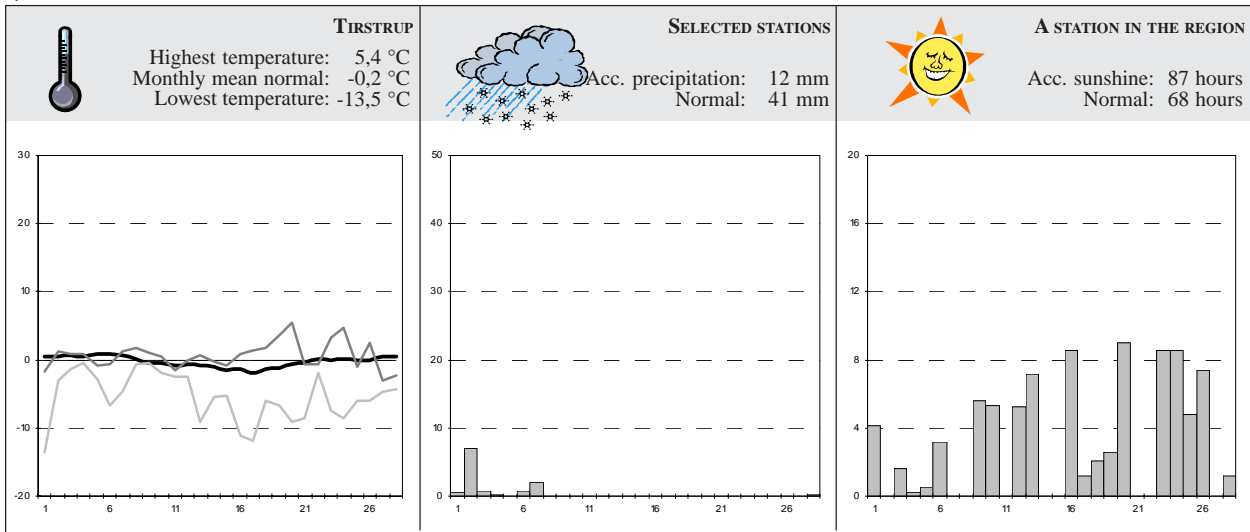 TIRSTRUP
Highest temperature: 5,4 °C
Monthly mean normal: -0,2 °C
Lowest temperature: -13,5 °C
30
20
10
0
-10
-20
1 6 11 16 21 26
SELECTED STATIONS
Acc. precipitation: 12 mm
Normal: 41 mm
50
40
30
20
10
0
1 6 11 16 21 26
A STATION IN THE REGION
Acc. sunshine: 87 hours
Normal: 68 hours
20
16
12
8
4
0
1 6 11 16 21 26